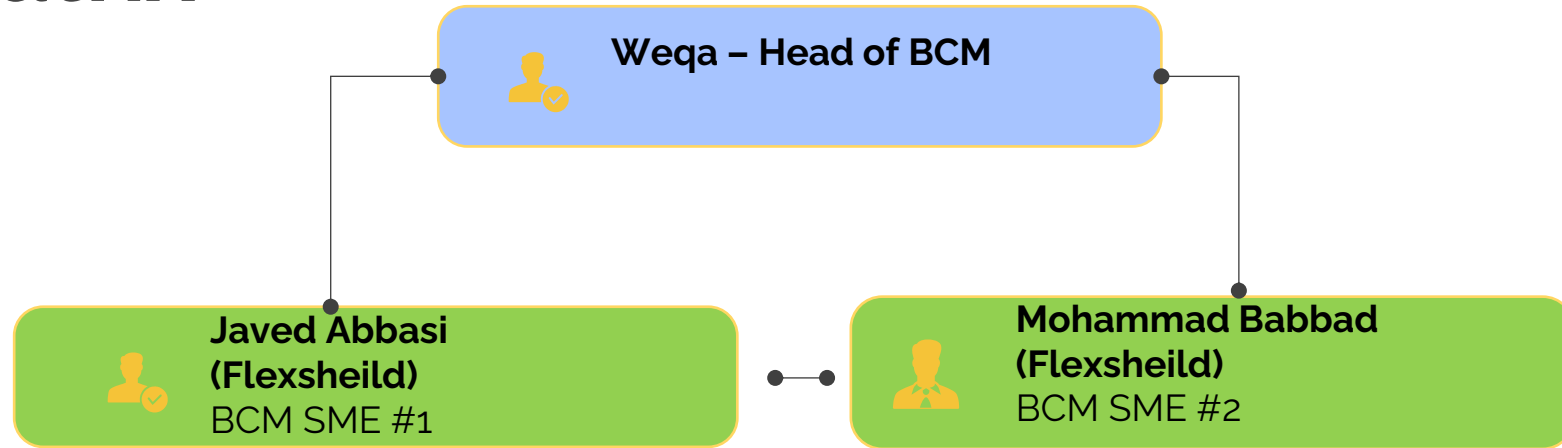 Weqa – Head of BCM
Javed Abbasi
(Flexsheild)
BCM SME #1
Mohammad Babbad
(Flexsheild)
BCM SME #2